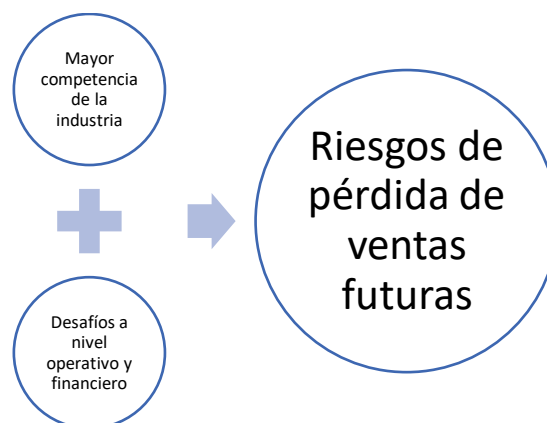 Mayor
competencia
de la
industria
Desafíos a
nivel
operativo y
financiero
Riesgos de
pérdida de
ventas
futuras